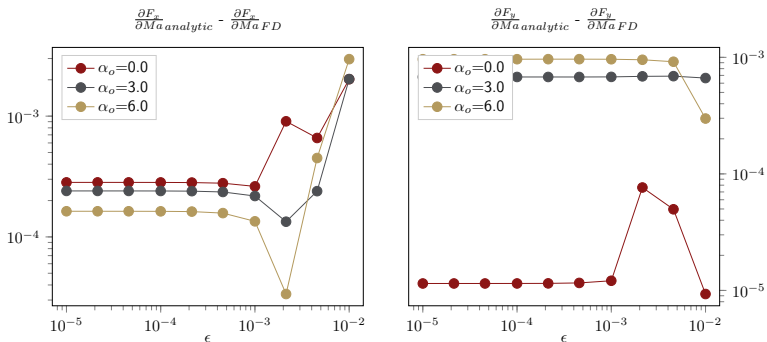 ∂Fₓ/∂Ma analytic - ∂Fₓ/∂Ma FD
α_o=0.0
α_o=3.0
α_o=6.0
10⁻³
10⁻⁴
10⁻⁵ 10⁻⁴ 10⁻³ 10⁻²
ϵ
∂F_y/∂Ma analytic - ∂F_y/∂Ma FD
α_o=0.0
α_o=3.0
α_o=6.0
10⁻³
10⁻⁴
10⁻⁵
10⁻⁵ 10⁻⁴ 10⁻³ 10⁻²
ϵ